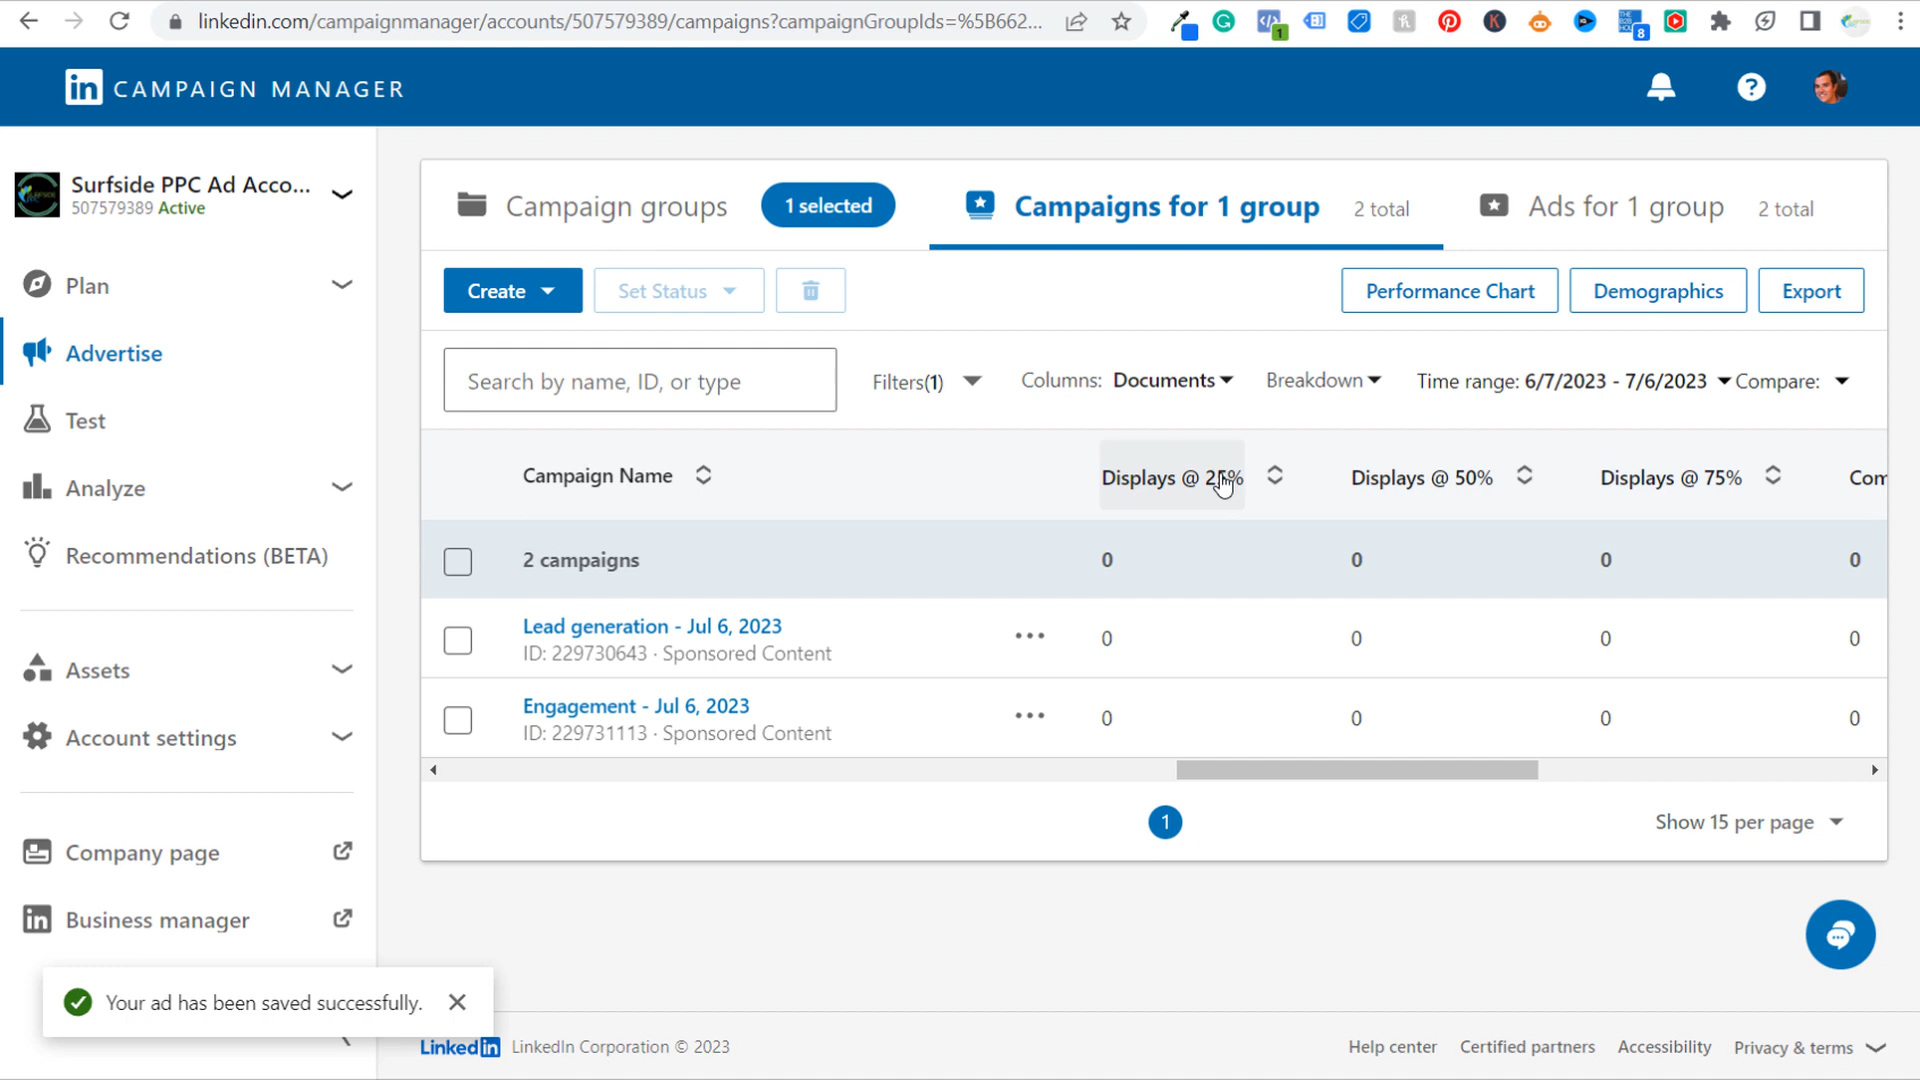 linkedin.com/campaignmanager/accounts/507579389/campaigns?campaignGroupIds=%5B662...
1
8
in CAMPAIGN MANAGER
?
Surfside PPC Ad Acco...
507579389 Active
Plan
Advertise
Test
Analyze
Recommendations (BETA)
Assets
Account settings
Company page
Business manager
Campaign groups 1 selected Campaigns for 1 group 2 total Ads for 1 group 2 total
Create Set Status Performance Chart Demographics Export
Search by name, ID, or type Filters(1) Columns: Documents Breakdown Time range: 6/7/2023 - 7/6/2023 Compare:
Campaign Name Displays @ 25% Displays @ 50% Displays @ 75% Com
2 campaigns 0 0 0 0
Lead generation - Jul 6, 2023 ••• 0 0 0 0
ID: 229730643 · Sponsored Content
Engagement - Jul 6, 2023 ••• 0 0 0 0
ID: 229731113 · Sponsored Content
1 Show 15 per page
Your ad has been saved successfully.
LinkedIn LinkedIn Corporation © 2023 Help center Certified partners Accessibility Privacy & terms